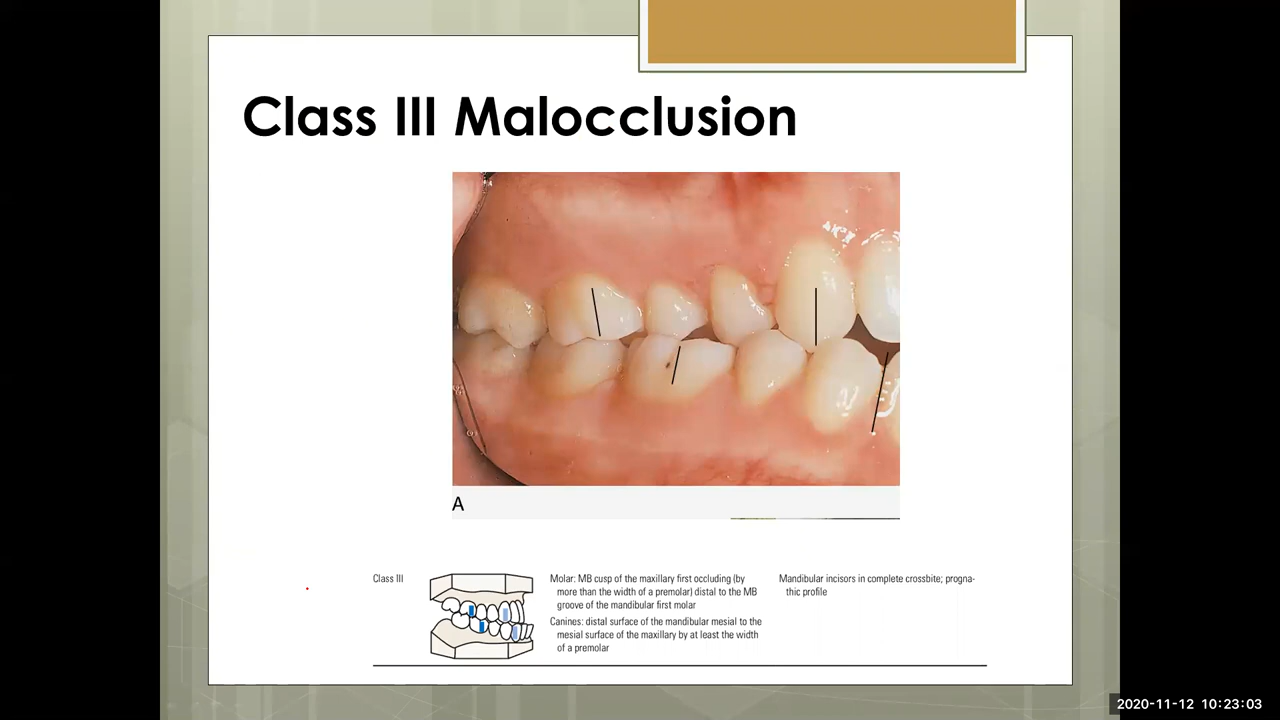 Class III Malocclusion
A
Class III
Molar: MB cusp of the maxillary first occluding (by
more than the width of a premolar) distal to the MB
groove of the mandibular first molar
Canines: distal surface of the mandibular mesial to the
mesial surface of the maxillary by at least the width
of a premolar
Mandibular incisors in complete crossbite; progna-
thic profile
2020-11-12 10:23:03